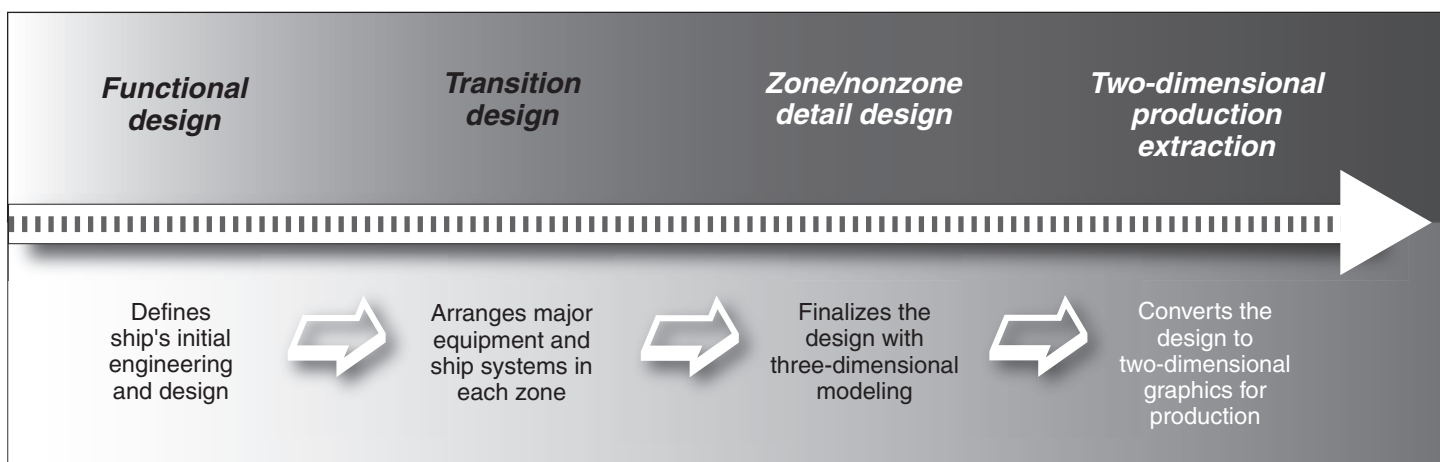 Functional
design
Transition
design
Zone/nonzone
detail design
Two-dimensional
production
extraction
Defines
ship's initial
engineering
and design
Arranges major
equipment and
ship systems in
each zone
Finalizes the
design with
three-dimensional
modeling
Converts the
design to
two-dimensional
graphics for
production